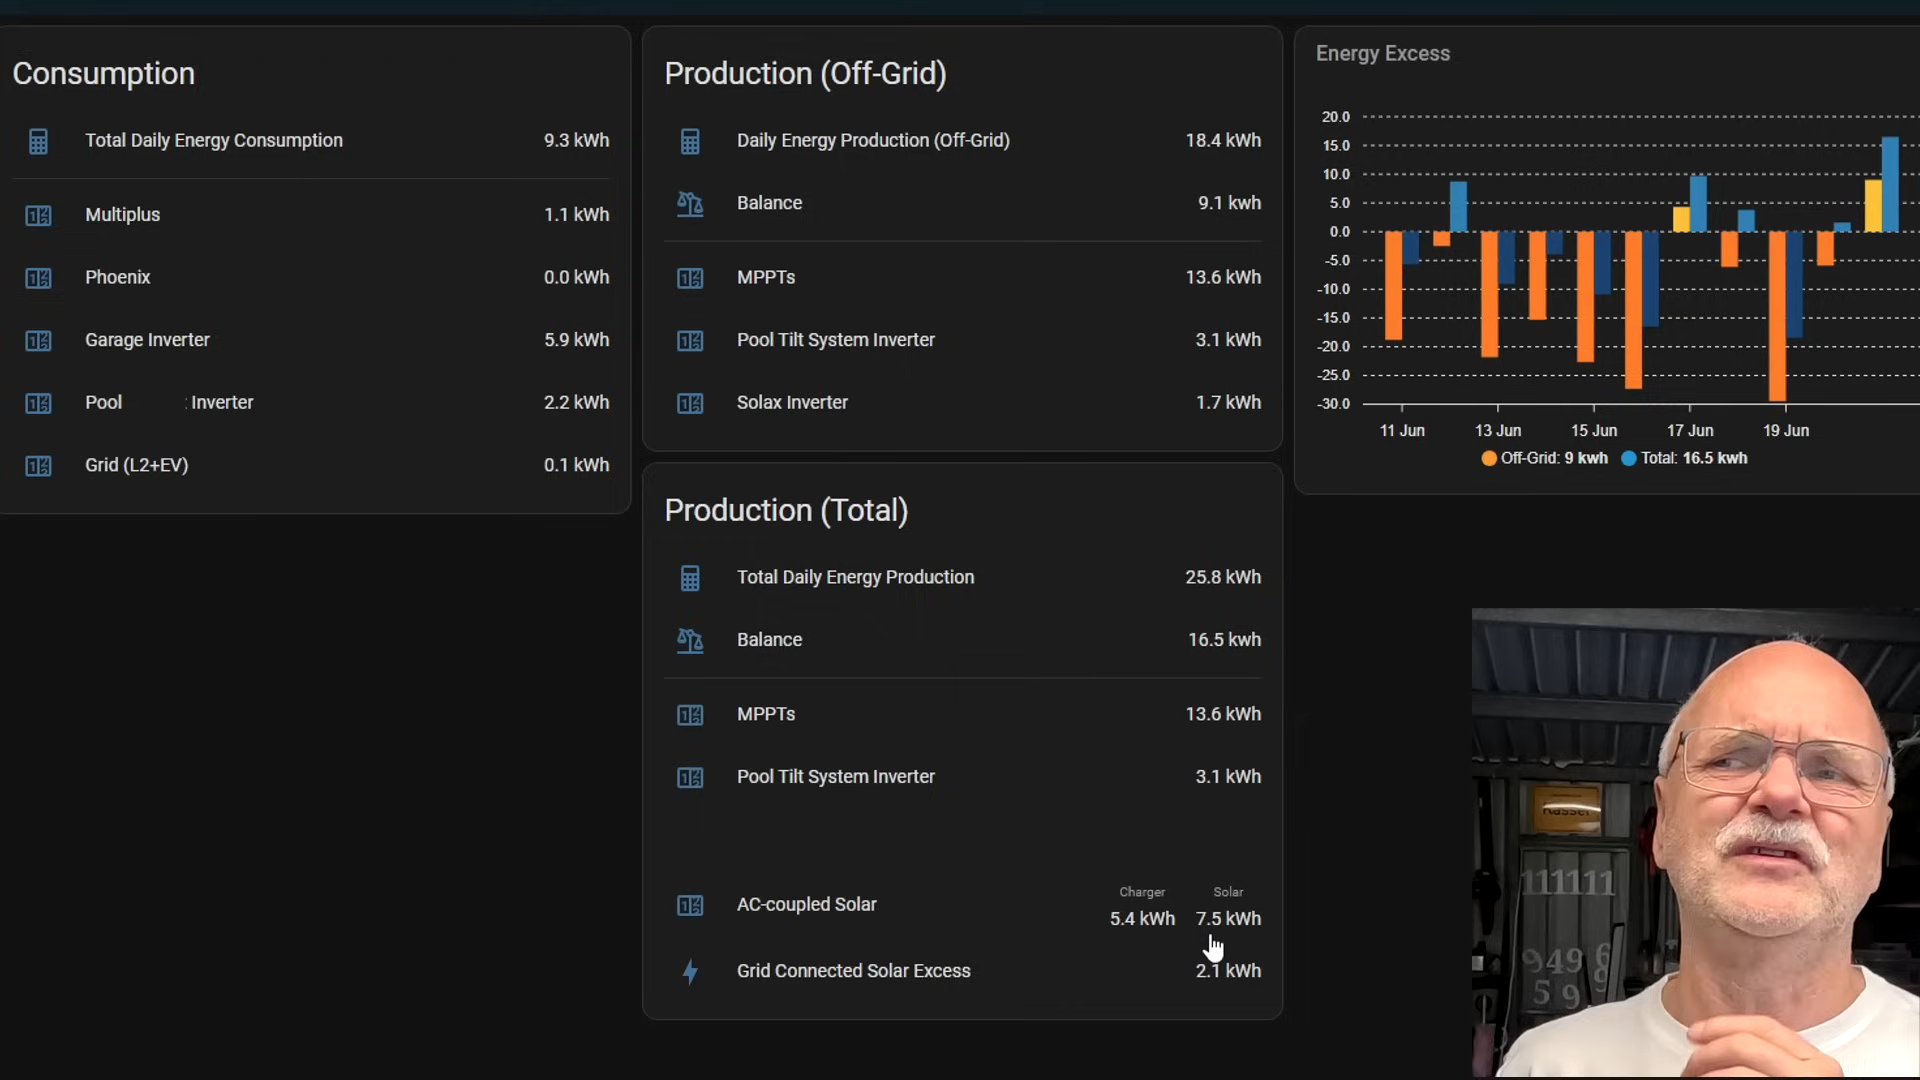 Consumption
Total Daily Energy Consumption 9.3 kWh
Multiplus 1.1 kWh
Phoenix 0.0 kWh
Garage Inverter 5.9 kWh
Pool : Inverter 2.2 kWh
Grid (L2+EV) 0.1 kWh
Production (Off-Grid)
Daily Energy Production (Off-Grid) 18.4 kWh
Balance 9.1 kwh
MPPTs 13.6 kWh
Pool Tilt System Inverter 3.1 kWh
Solax Inverter 1.7 kWh
Production (Total)
Total Daily Energy Production 25.8 kWh
Balance 16.5 kwh
MPPTs 13.6 kWh
Pool Tilt System Inverter 3.1 kWh
Charger Solar
AC-coupled Solar 5.4 kWh 7.5 kWh
Grid Connected Solar Excess 2.1 kWh
Energy Excess
20.0
15.0
10.0
5.0
0.0
-5.0
-10.0
-15.0
-20.0
-25.0
-30.0
11 Jun 13 Jun 15 Jun 17 Jun 19 Jun
Off-Grid: 9 kwh Total: 16.5 kwh
Kassel
111111
9496
59